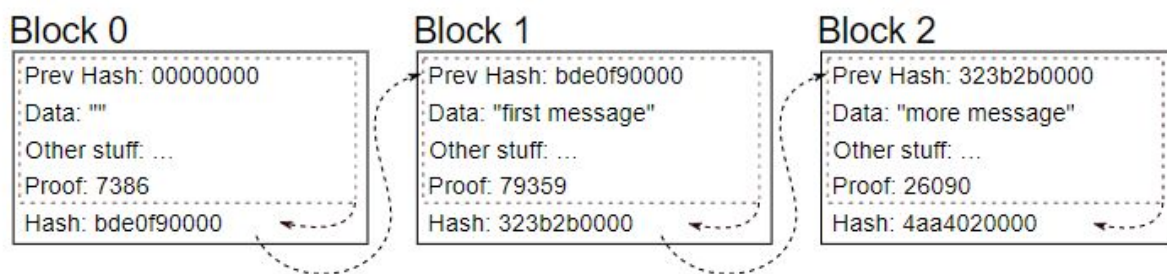 Block 0
Prev Hash: 00000000
Data: ""
Other stuff: ...
Proof: 7386
Hash: bde0f90000
Block 1
Prev Hash: bde0f90000
Data: "first message"
Other stuff: ...
Proof: 79359
Hash: 323b2b0000
Block 2
Prev Hash: 323b2b0000
Data: "more message"
Other stuff: ...
Proof: 26090
Hash: 4aa4020000